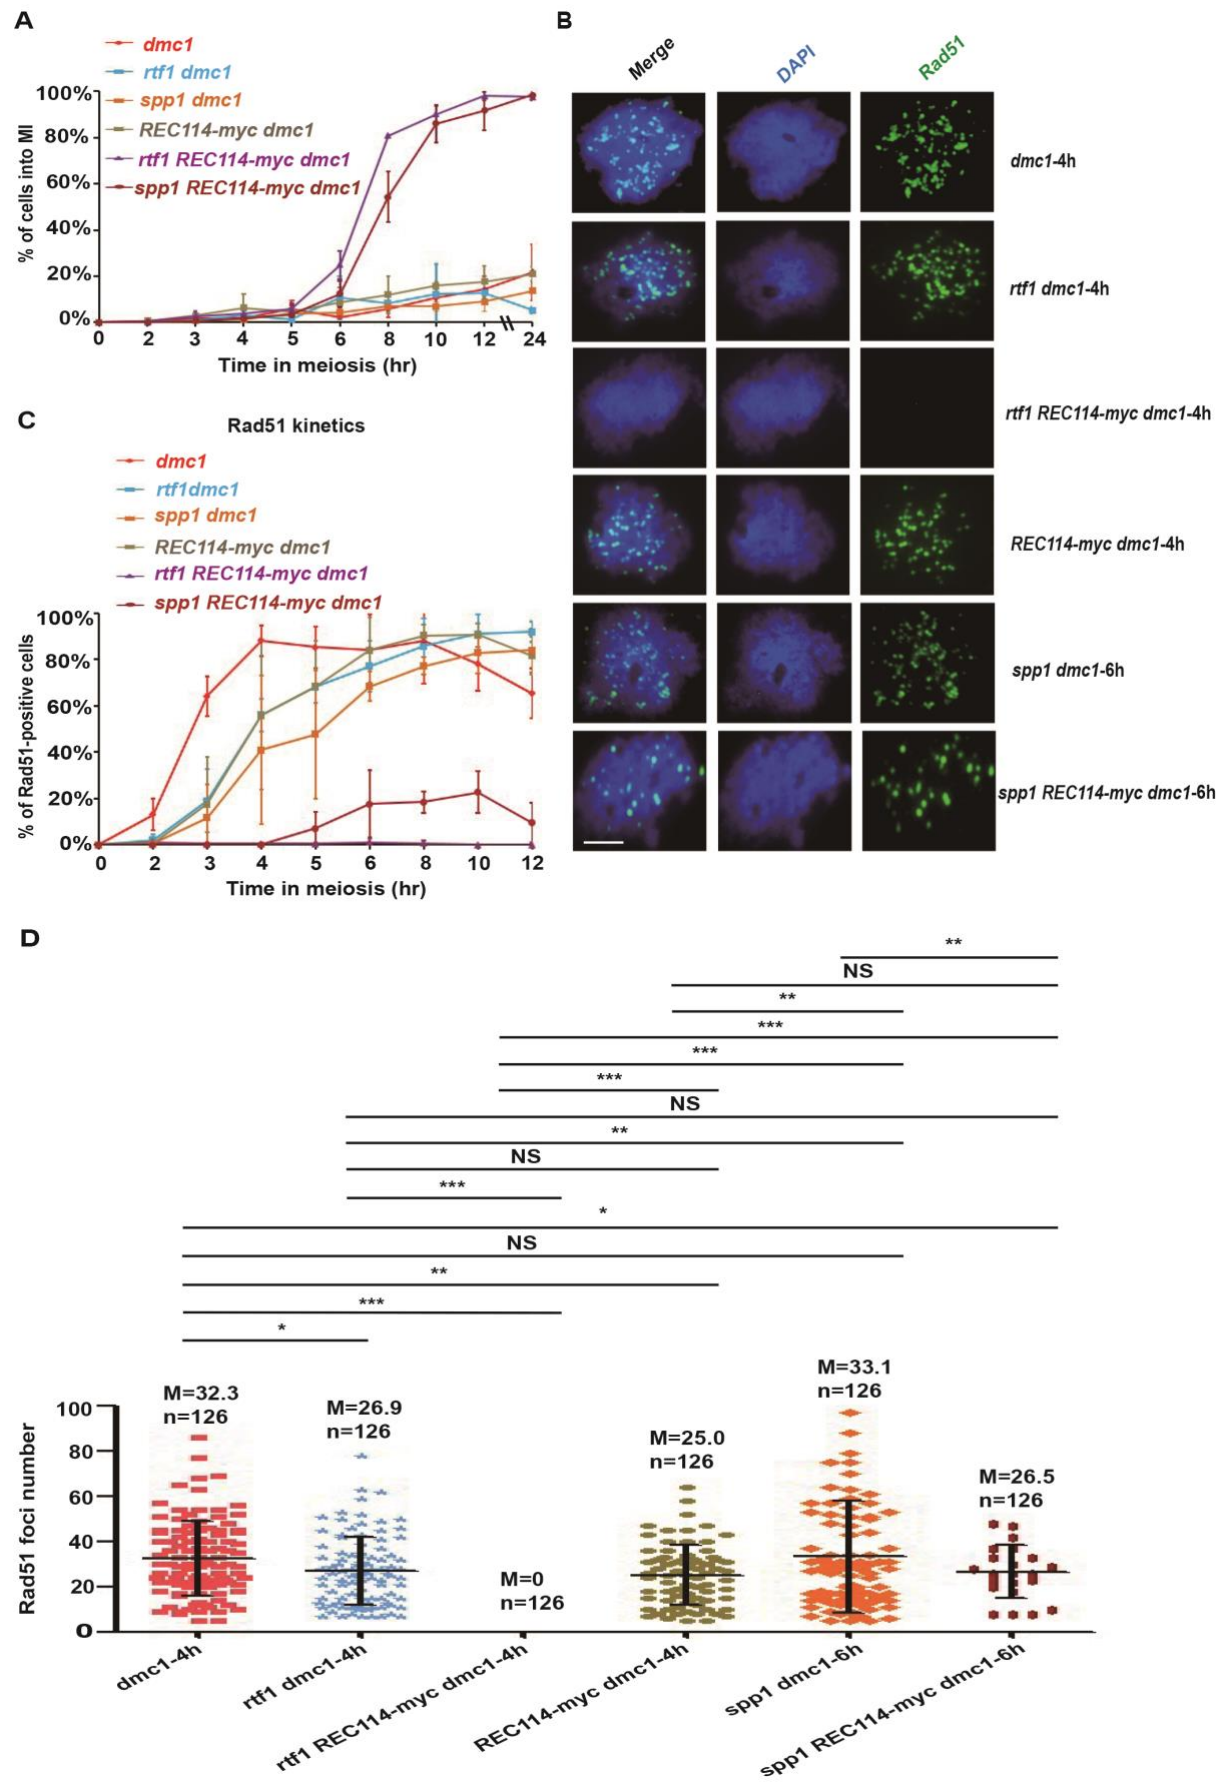 A
dmc1
rtf1 dmc1
spp1 dmc1
REC114-myc dmc1
rtf1 REC114-myc dmc1
spp1 REC114-myc dmc1
% of cells into MI
100%
80%
60%
40%
20%
0%
0 2 3 4 5 6 8 10 12 24
Time in meiosis (hr)
B
Merge
DAPI
Rad51
dmc1-4h
rtf1 dmc1-4h
rtf1 REC114-myc dmc1-4h
REC114-myc dmc1-4h
spp1 dmc1-6h
spp1 REC114-myc dmc1-6h
C
Rad51 kinetics
dmc1
rtf1dmc1
spp1 dmc1
REC114-myc dmc1
rtf1 REC114-myc dmc1
spp1 REC114-myc dmc1
% of Rad51-positive cells
100%
80%
60%
40%
20%
0%
0 2 3 4 5 6 8 10 12
Time in meiosis (hr)
D
**
NS
**
***
***
***
NS
**
NS
***
*
NS
**
***
*
M=32.3
n=126
M=26.9
n=126
M=0
n=126
M=25.0
n=126
M=33.1
n=126
M=26.5
n=126
Rad51 foci number
100
80
60
40
20
0
dmc1-4h
rtf1 dmc1-4h
rtf1 REC114-myc dmc1-4h
REC114-myc dmc1-4h
spp1 dmc1-6h
spp1 REC114-myc dmc1-6h